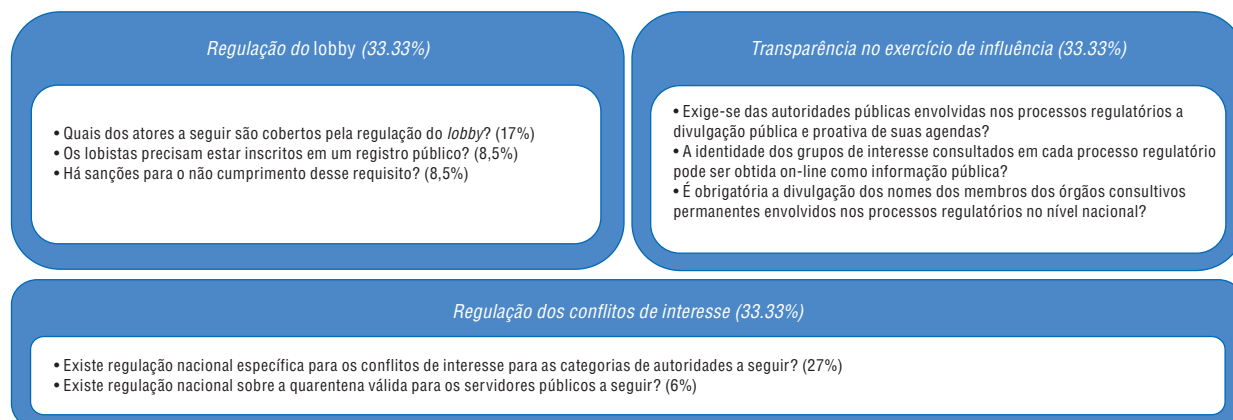 Regulação do lobby (33.33%)
• Quais dos atores a seguir são cobertos pela regulação do lobby? (17%)
• Os lobistas precisam estar inscritos em um registro público? (8,5%)
• Há sanções para o não cumprimento desse requisito? (8,5%)
Transparência no exercício de influência (33.33%)
• Exige-se das autoridades públicas envolvidas nos processos regulatórios a
divulgação pública e proativa de suas agendas?
• A identidade dos grupos de interesse consultados em cada processo regulatório
pode ser obtida on-line como informação pública?
• É obrigatória a divulgação dos nomes dos membros dos órgãos consultivos
permanentes envolvidos nos processos regulatórios no nível nacional?
Regulação dos conflitos de interesse (33.33%)
• Existe regulação nacional específica para os conflitos de interesse para as categorias de autoridades a seguir? (27%)
• Existe regulação nacional sobre a quarentena válida para os servidores públicos a seguir? (6%)